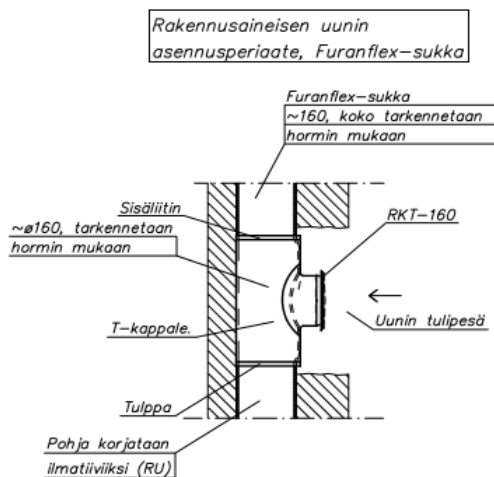 Rakennusaineisen uunin
asennusperiaate, Furanflex-sukka
Furanflex-sukka
~160, koko tarkennetaan
hormin mukaan
Sisäliitin
~ø160, tarkennetaan
hormin mukaan
RKT-160
T-kappale.
Uunin tulipesä
Tulppa
Pohja korjataan
ilmatiiviiksi (RU)